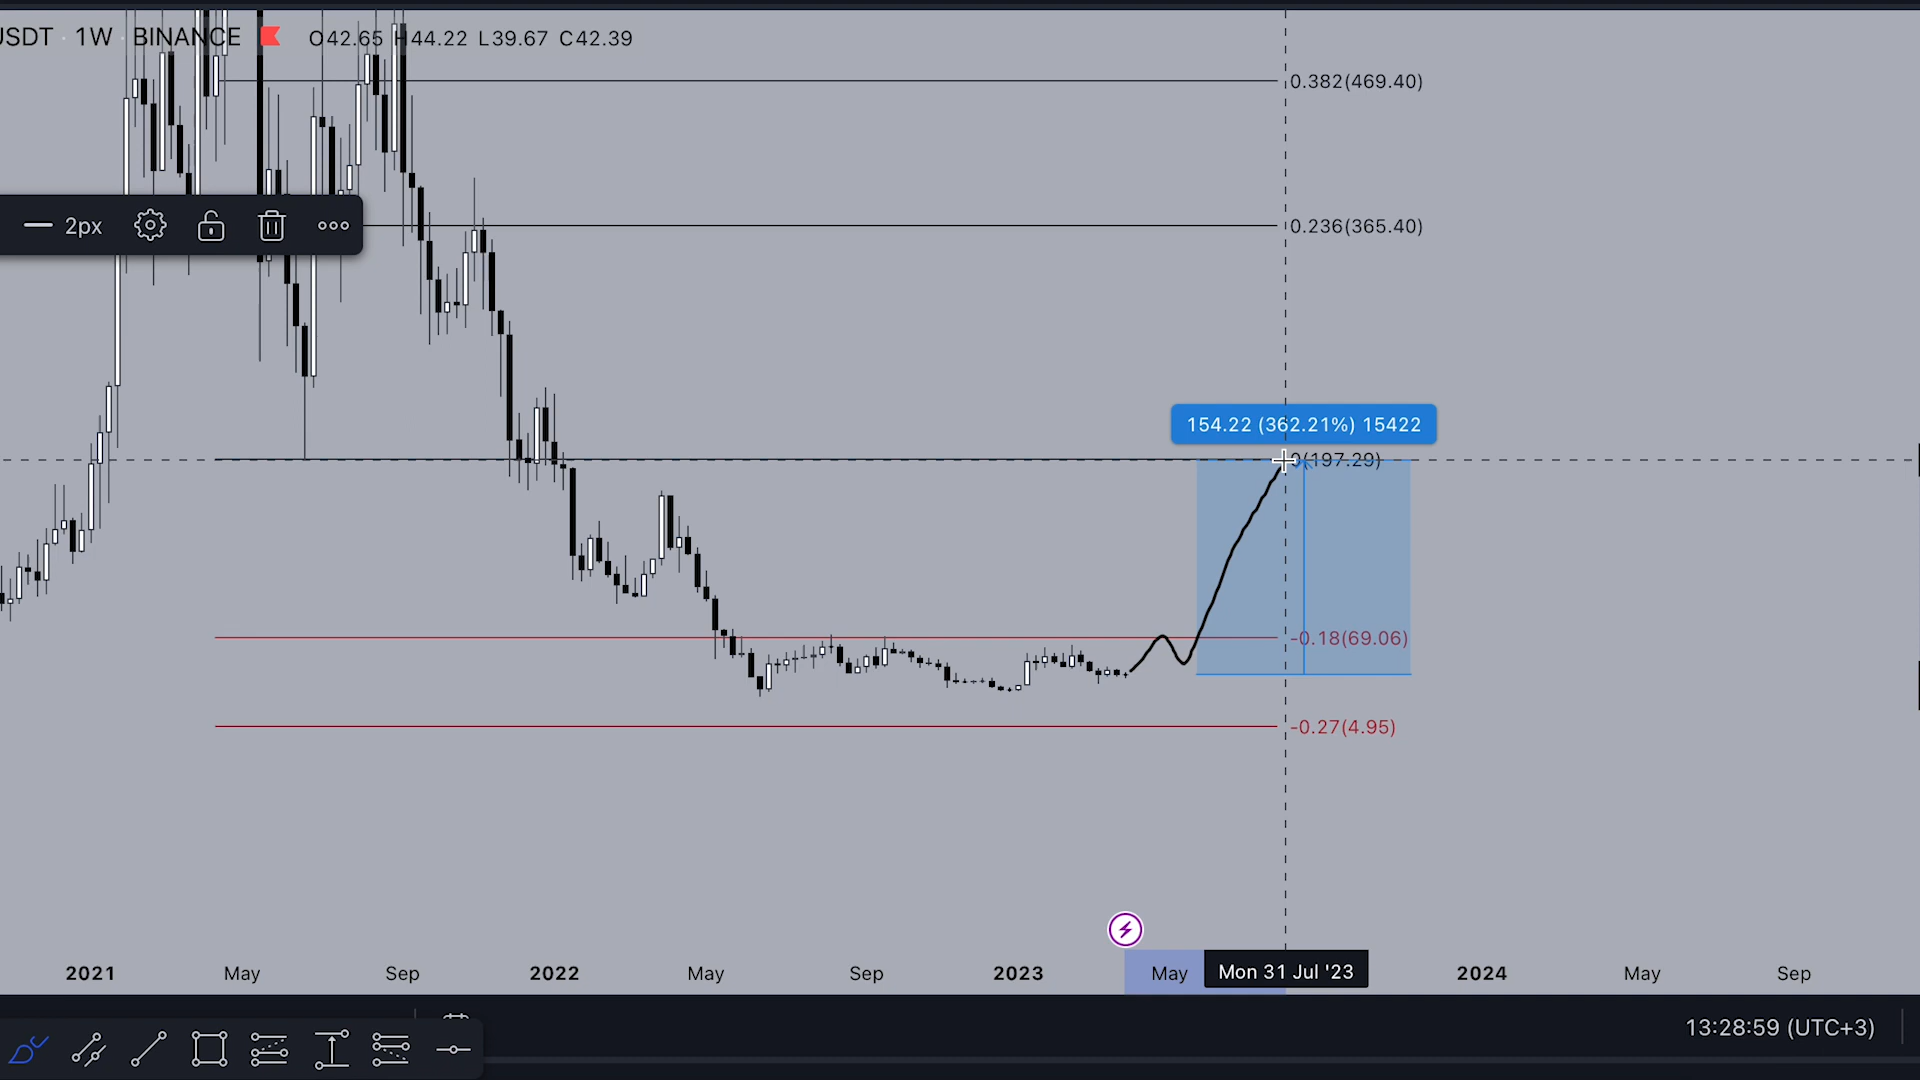 USDT · 1W · BINANCE O42.65 H44.22 L39.67 C42.39
0.382(469.40)
2px
0.236(365.40)
154.22 (362.21%) 15422
0(197.29)
-0.18(69.06)
-0.27(4.95)
2021 May Sep 2022 May Sep 2023 May Mon 31 Jul '23 2024 May Sep
13:28:59 (UTC+3)